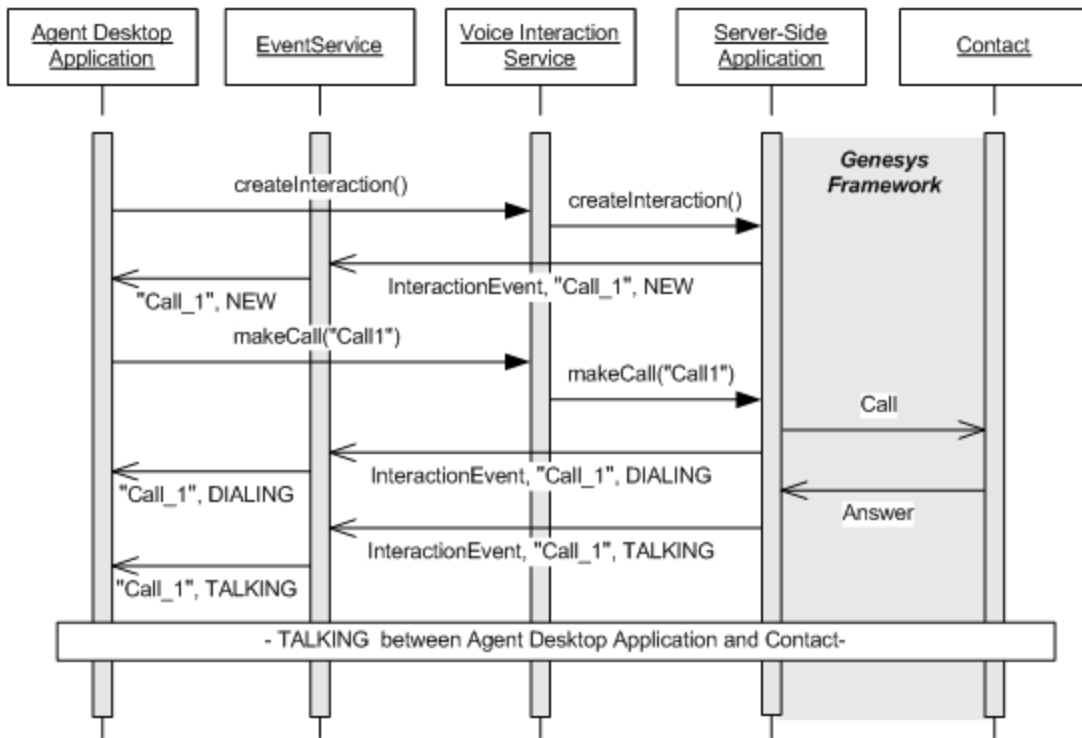 Agent Desktop
Application
EventService
Voice Interaction
Service
Server-Side
Application
Contact
Genesys
Framework
createInteraction()
createInteraction()
InteractionEvent, "Call_1", NEW
"Call_1", NEW
makeCall("Call1")
makeCall("Call1")
Call
InteractionEvent, "Call_1", DIALING
"Call_1", DIALING
Answer
InteractionEvent, "Call_1", TALKING
"Call_1", TALKING
- TALKING between Agent Desktop Application and Contact-